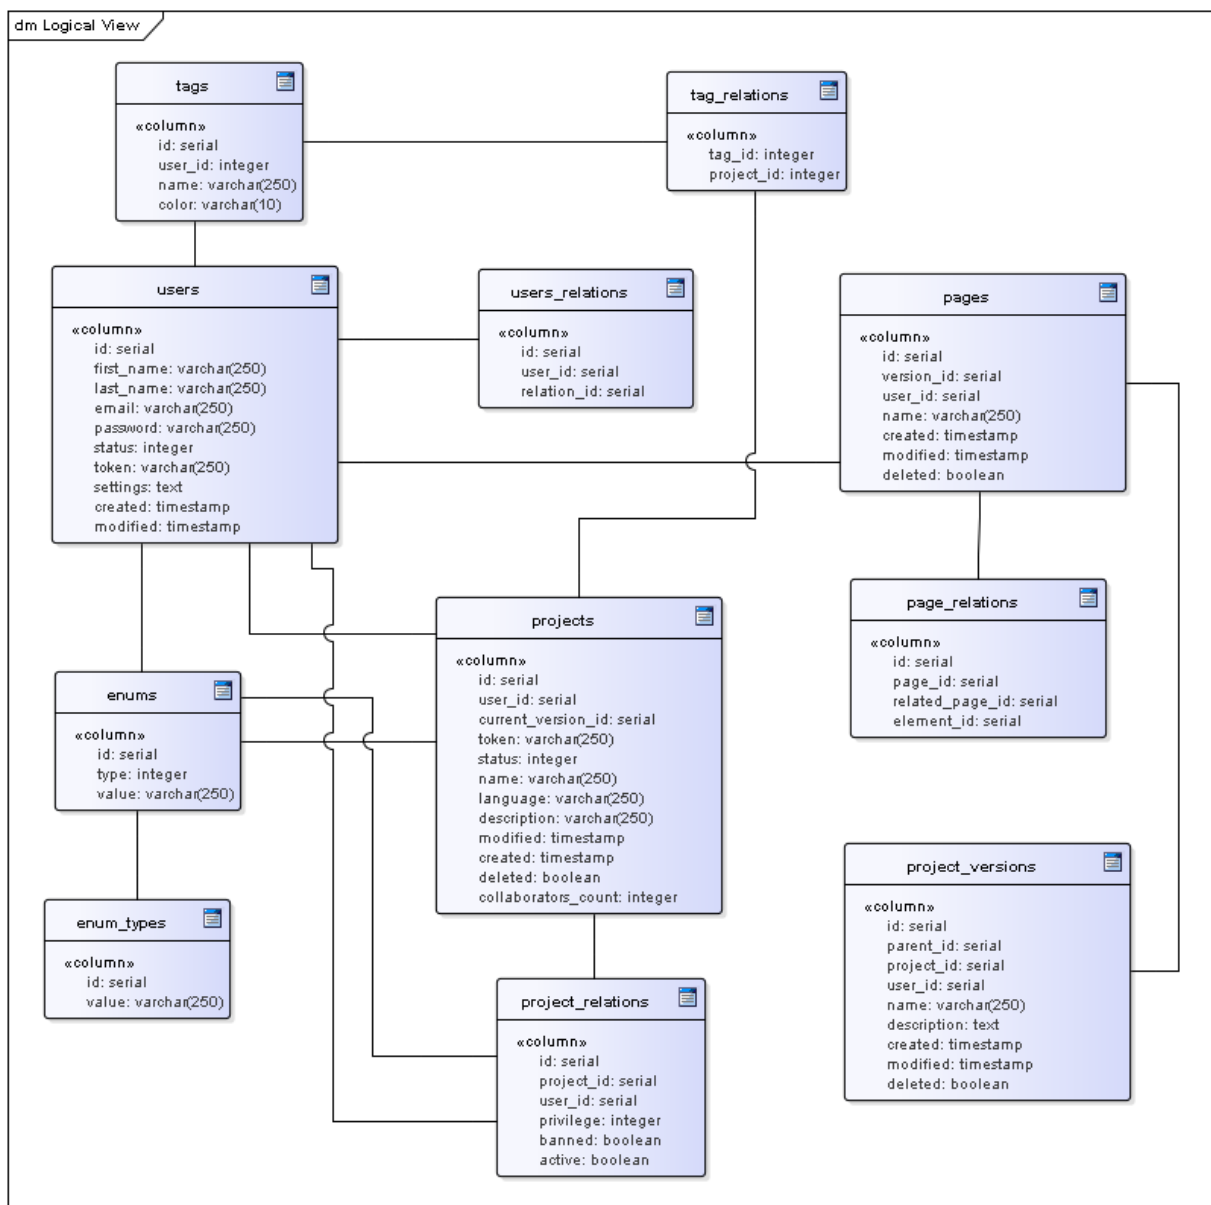 dm Logical View
tags
«column»
id: serial
user_id: integer
name: varchar(250)
color: varchar(10)
tag_relations
«column»
tag_id: integer
project_id: integer
users
«column»
id: serial
first_name: varchar(250)
last_name: varchar(250)
email: varchar(250)
password: varchar(250)
status: integer
token: varchar(250)
settings: text
created: timestamp
modified: timestamp
users_relations
«column»
id: serial
user_id: serial
relation_id: serial
pages
«column»
id: serial
version_id: serial
user_id: serial
name: varchar(250)
created: timestamp
modified: timestamp
deleted: boolean
page_relations
«column»
id: serial
page_id: serial
related_page_id: serial
element_id: serial
projects
«column»
id: serial
user_id: serial
current_version_id: serial
token: varchar(250)
status: integer
name: varchar(250)
language: varchar(250)
description: varchar(250)
modified: timestamp
created: timestamp
deleted: boolean
collaborators_count: integer
enums
«column»
id: serial
type: integer
value: varchar(250)
enum_types
«column»
id: serial
value: varchar(250)
project_versions
«column»
id: serial
parent_id: serial
project_id: serial
user_id: serial
name: varchar(250)
description: text
created: timestamp
modified: timestamp
deleted: boolean
project_relations
«column»
id: serial
project_id: serial
user_id: serial
privilege: integer
banned: boolean
active: boolean